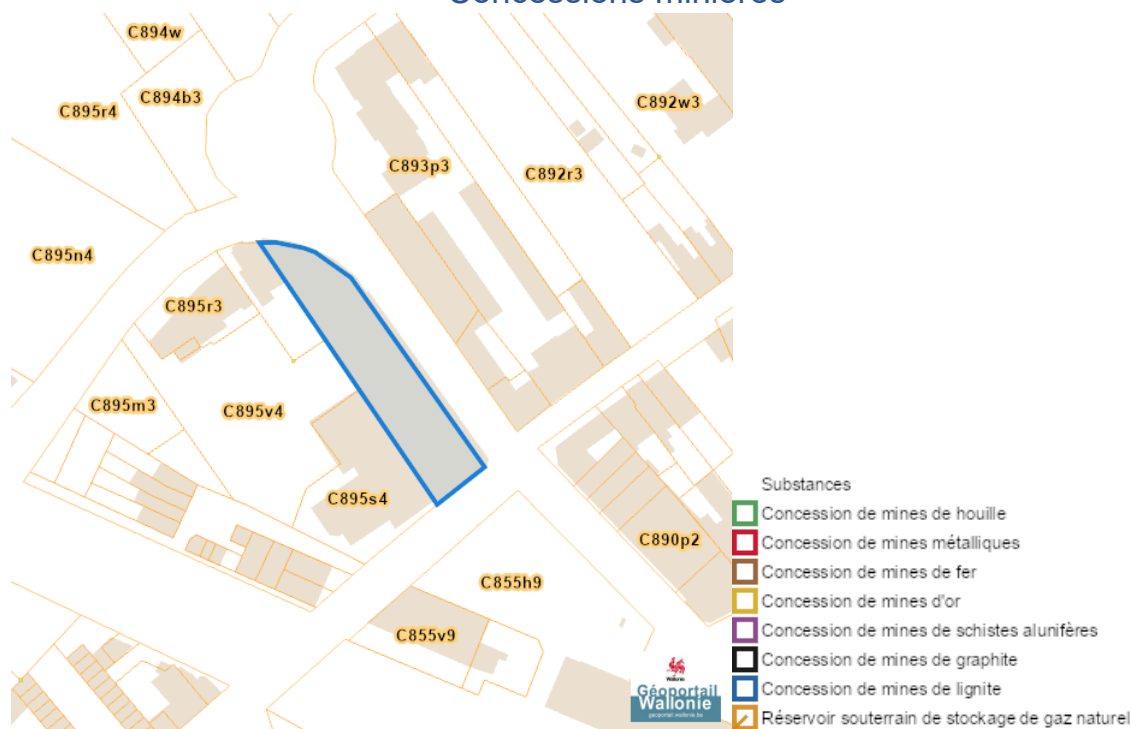 Concessions minières
C894w
C894b3
C895r4
C892w3
C893p3
C892r3
C895n4
C895r3
C895m3
C895v4
C895s4
C890p2
C855h9
C855v9
Wallonie
Géoportail
Wallonie
geoportail.wallonie.be
Substances
Concession de mines de houille
Concession de mines métalliques
Concession de mines de fer
Concession de mines d'or
Concession de mines de schistes alunifères
Concession de mines de graphite
Concession de mines de lignite
Réservoir souterrain de stockage de gaz naturel